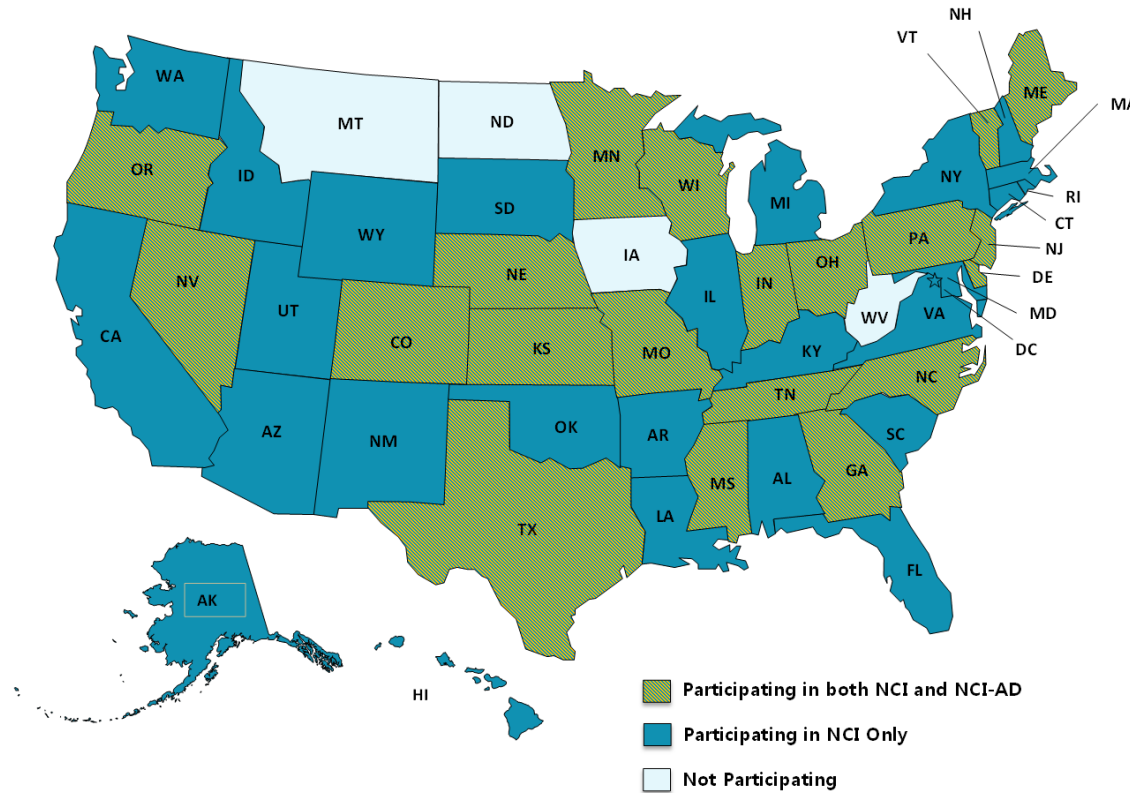 NH
VT
WA
ME
MA
MT
ND
MN
OR
ID
WI
NY
SD
MI
RI
WY
CT
PA
NJ
IA
NE
OH
DE
NV
IN
IL
UT
WV
VA
MD
CA
CO
KS
MO
KY
DC
TN
NC
AZ
NM
OK
AR
SC
MS
AL
GA
TX
LA
FL
AK
HI
Participating in both NCI and NCI-AD
Participating in NCI Only
Not Participating